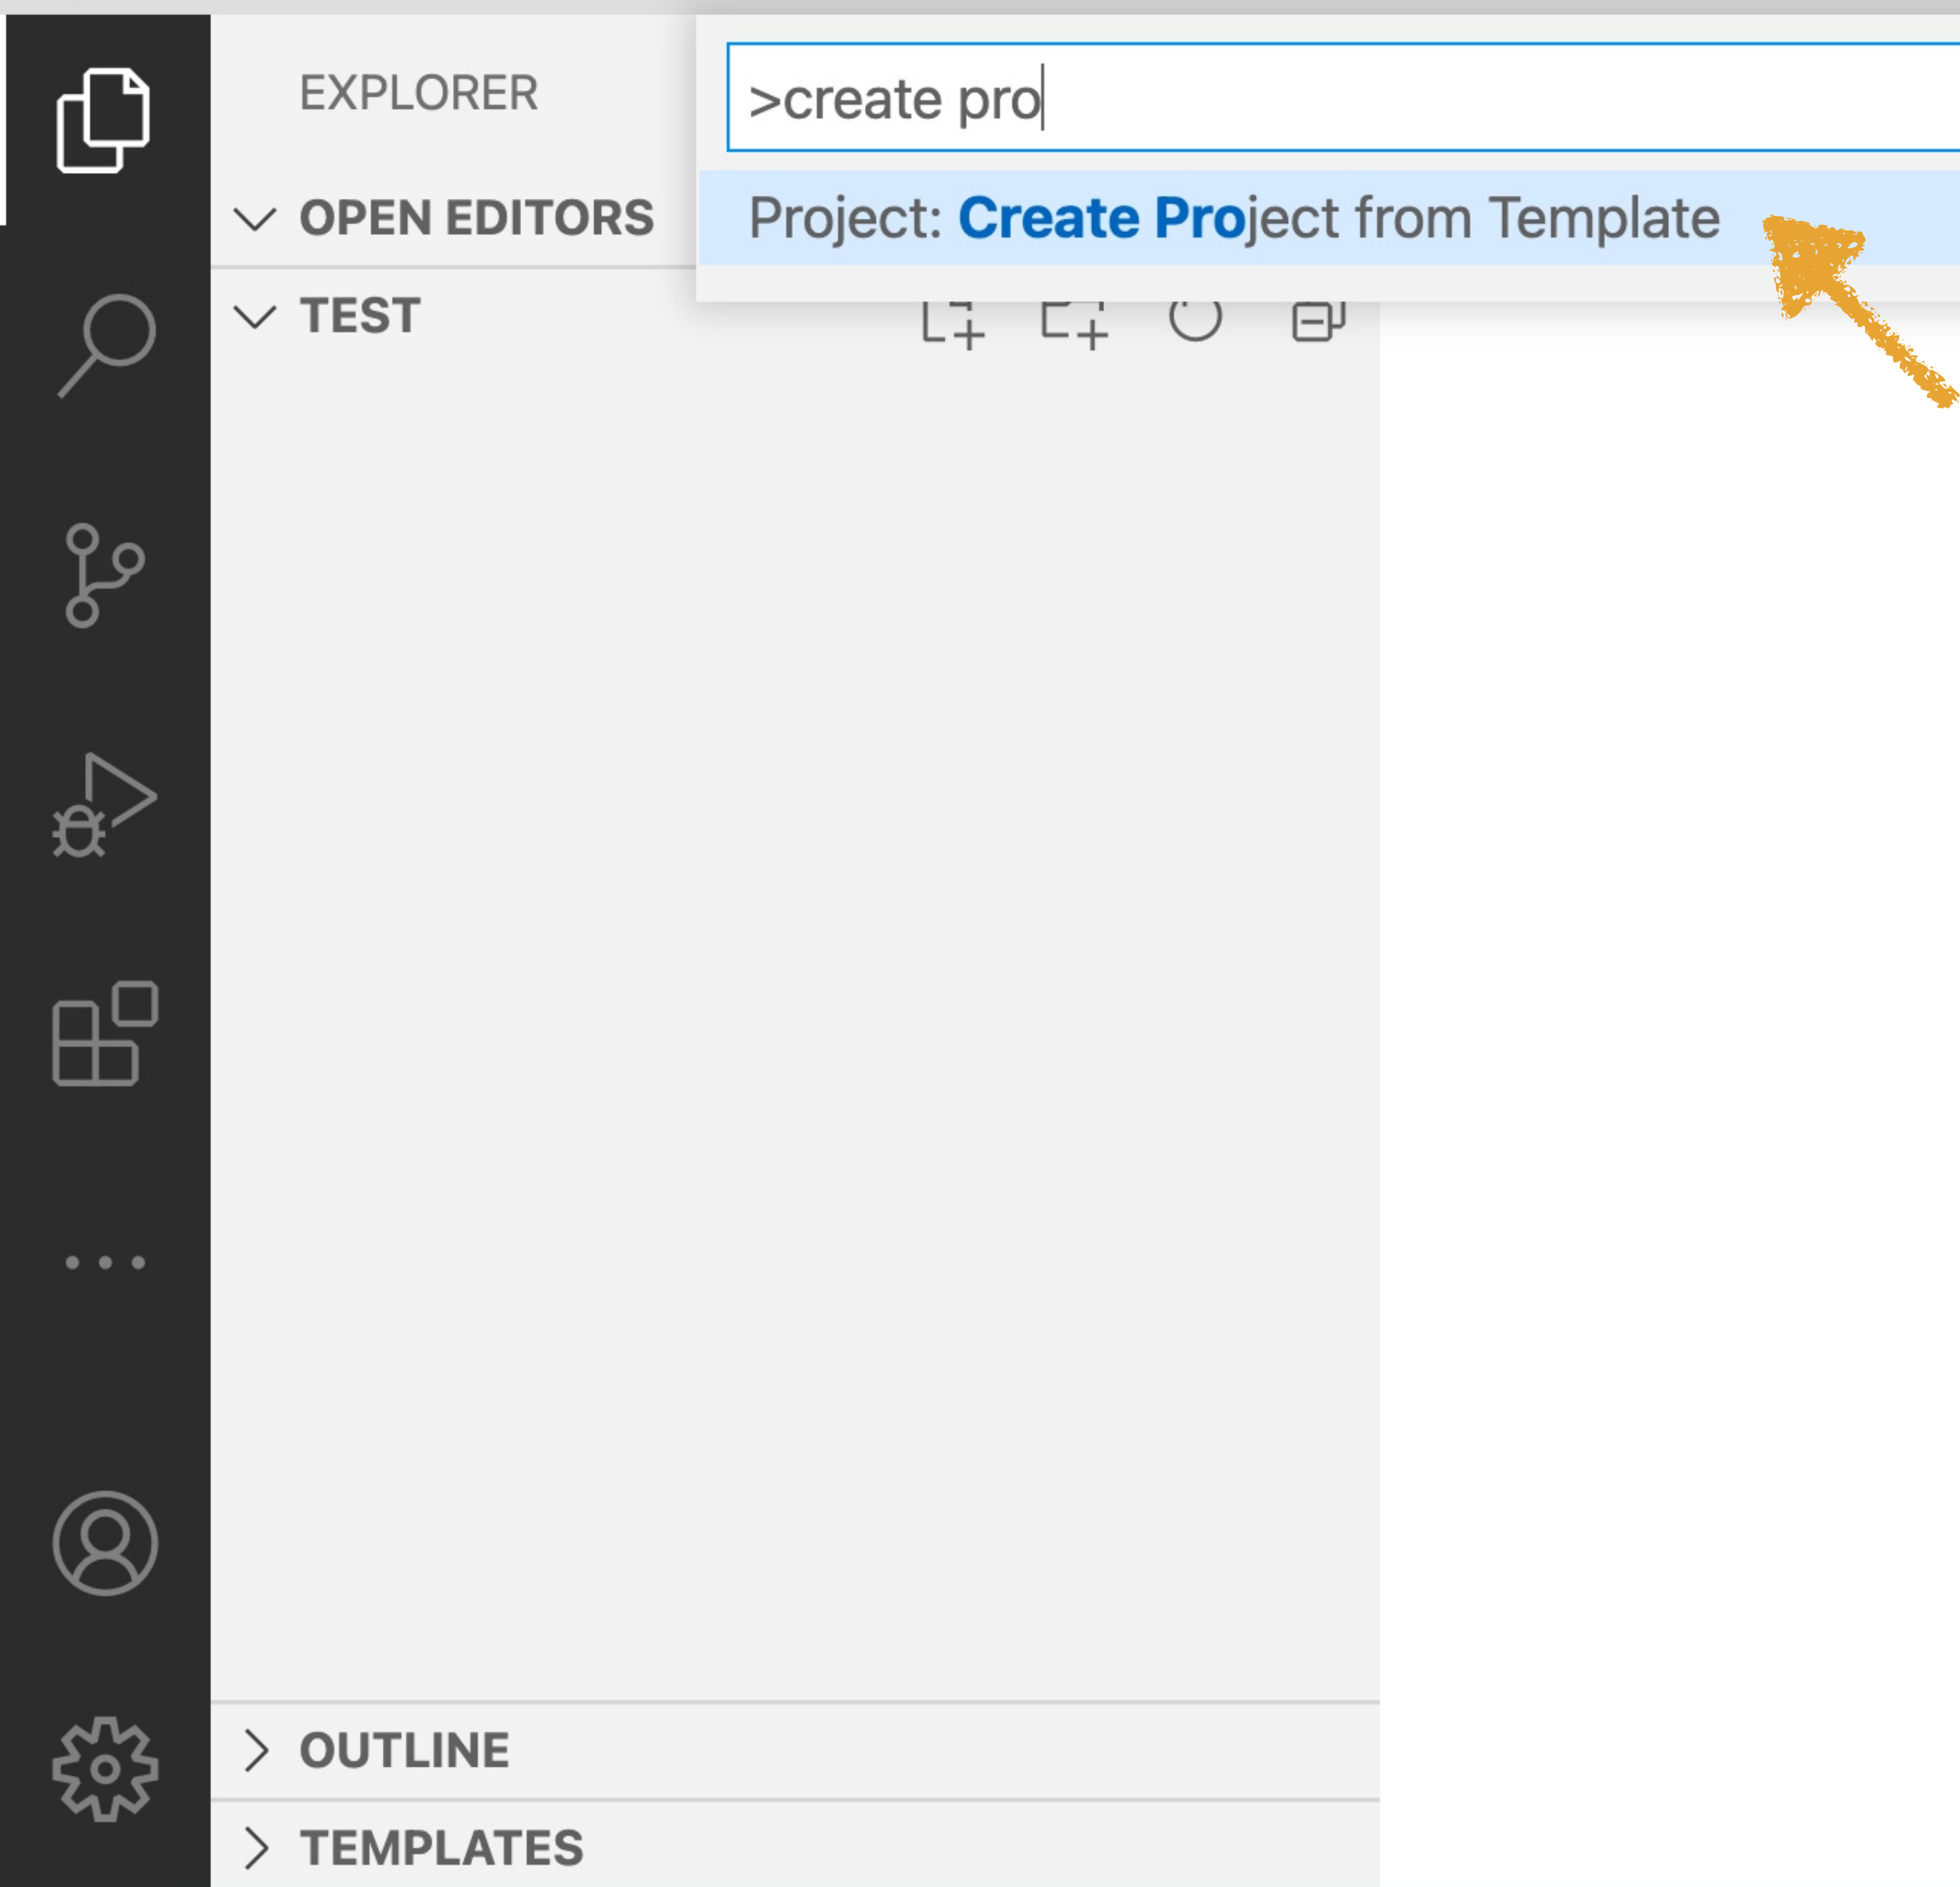 EXPLORER
>create pro
OPEN EDITORS
Project: Create Project from Template
TEST
OUTLINE
TEMPLATES